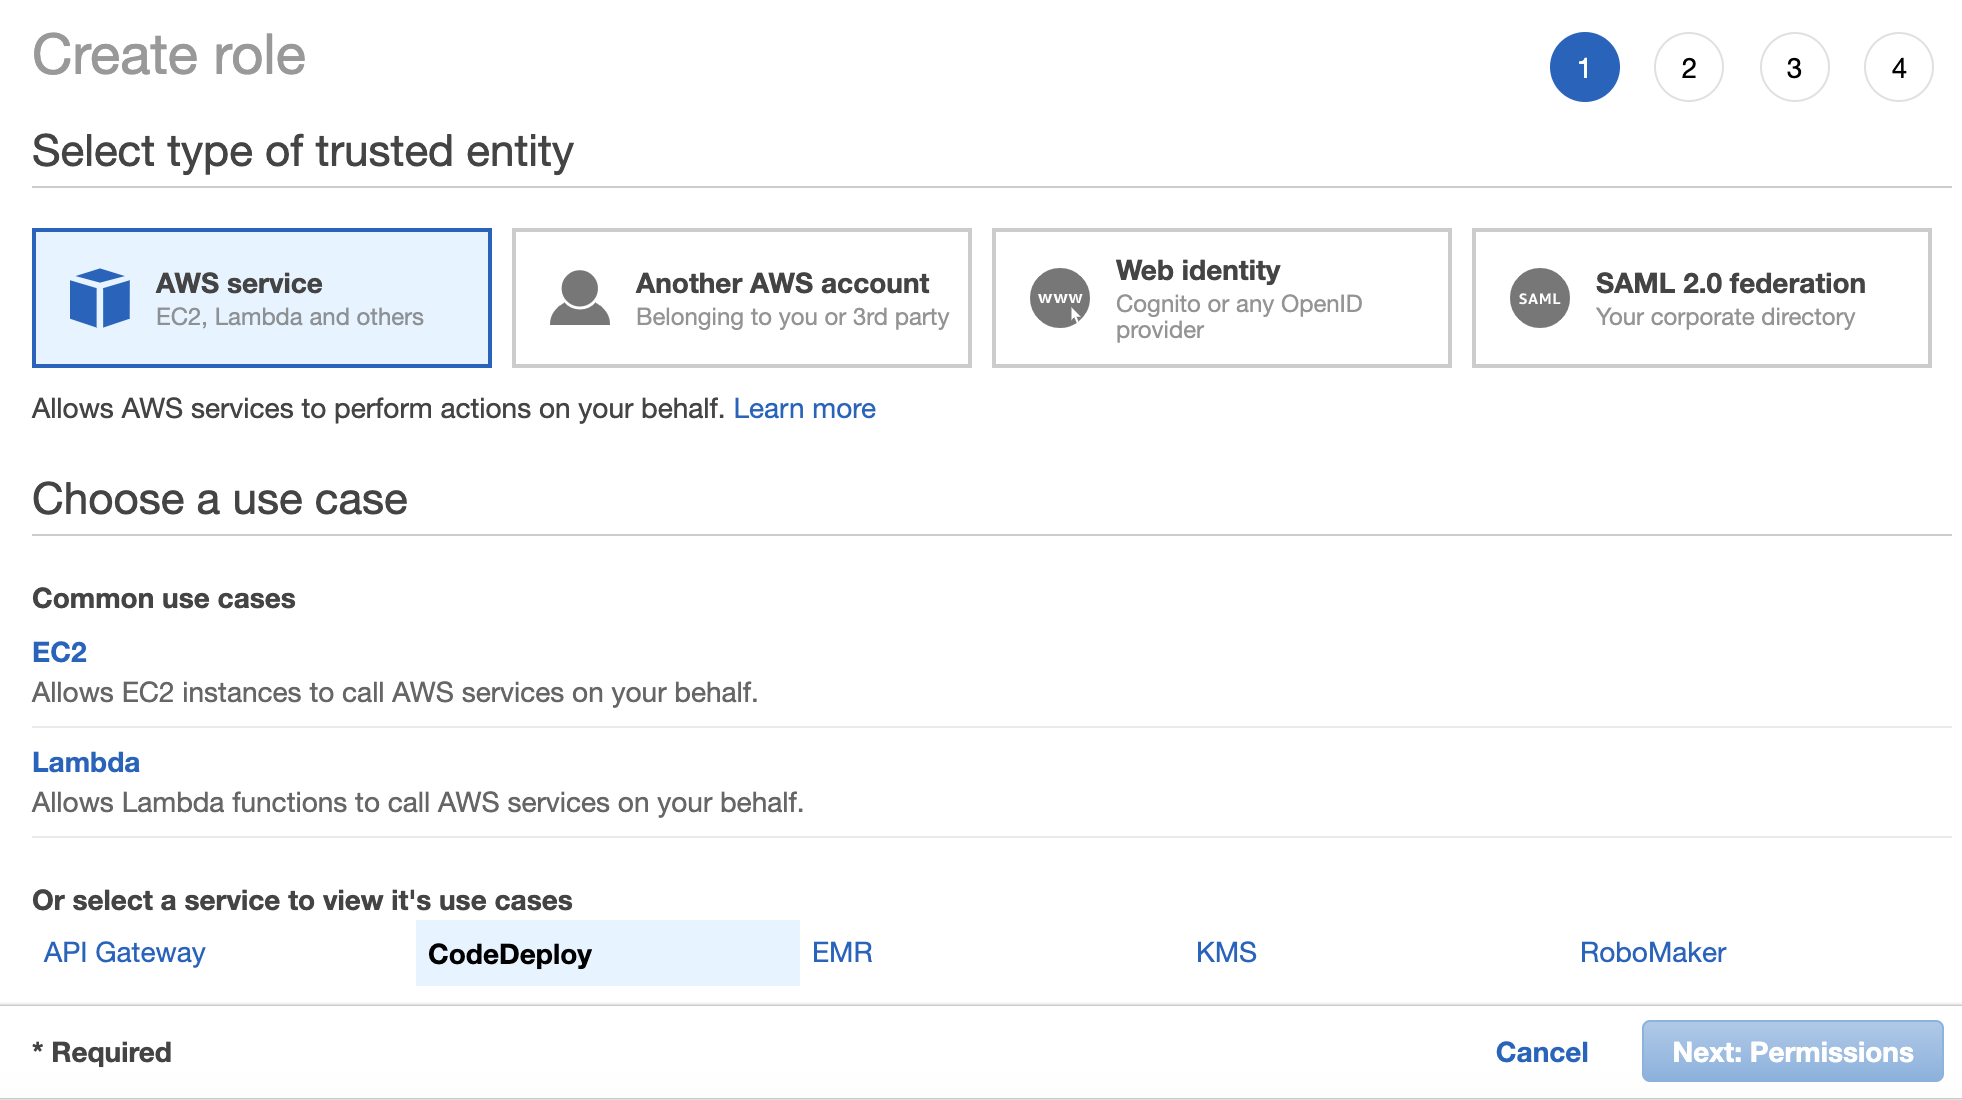 Create role
1 2 3 4
Select type of trusted entity
AWS service
EC2, Lambda and others
Another AWS account
Belonging to you or 3rd party
www
Web identity
Cognito or any OpenID
provider
SAML
SAML 2.0 federation
Your corporate directory
Allows AWS services to perform actions on your behalf. Learn more
Choose a use case
Common use cases
EC2
Allows EC2 instances to call AWS services on your behalf.
Lambda
Allows Lambda functions to call AWS services on your behalf.
Or select a service to view it's use cases
API Gateway CodeDeploy EMR KMS RoboMaker
* Required Cancel Next: Permissions